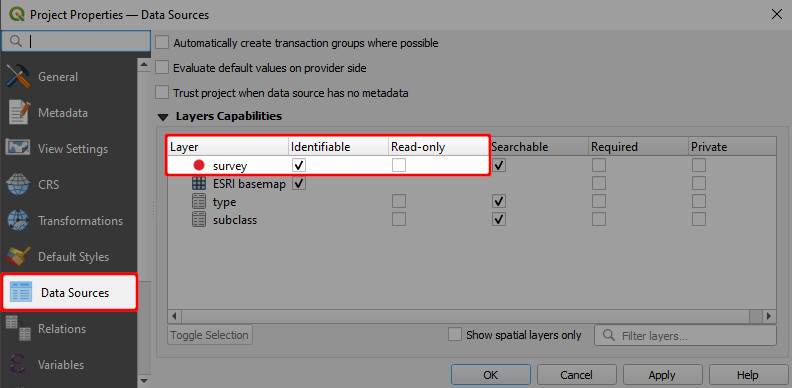 Project Properties — Data Sources
Automatically create transaction groups where possible
Evaluate default values on provider side
Trust project when data source has no metadata
General
Metadata
View Settings
CRS
Transformations
Default Styles
Data Sources
Relations
Variables
Layers Capabilities
Layer Identifiable Read-only Searchable Required Private
survey
ESRI basemap
type
subclass
Toggle Selection Show spatial layers only Filter layers...
OK Cancel Apply Help